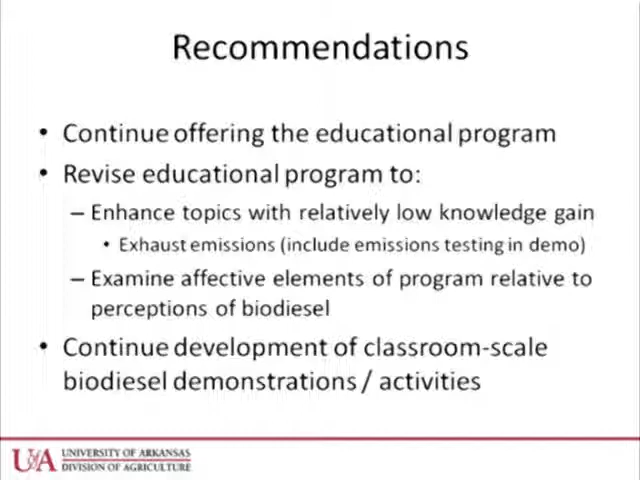 Recommendations
• Continue offering the educational program
• Revise educational program to:
– Enhance topics with relatively low knowledge gain
• Exhaust emissions (include emissions testing in demo)
– Examine affective elements of program relative to
perceptions of biodiesel
• Continue development of classroom-scale
biodiesel demonstrations / activities
UofA UNIVERSITY OF ARKANSAS
DIVISION OF AGRICULTURE